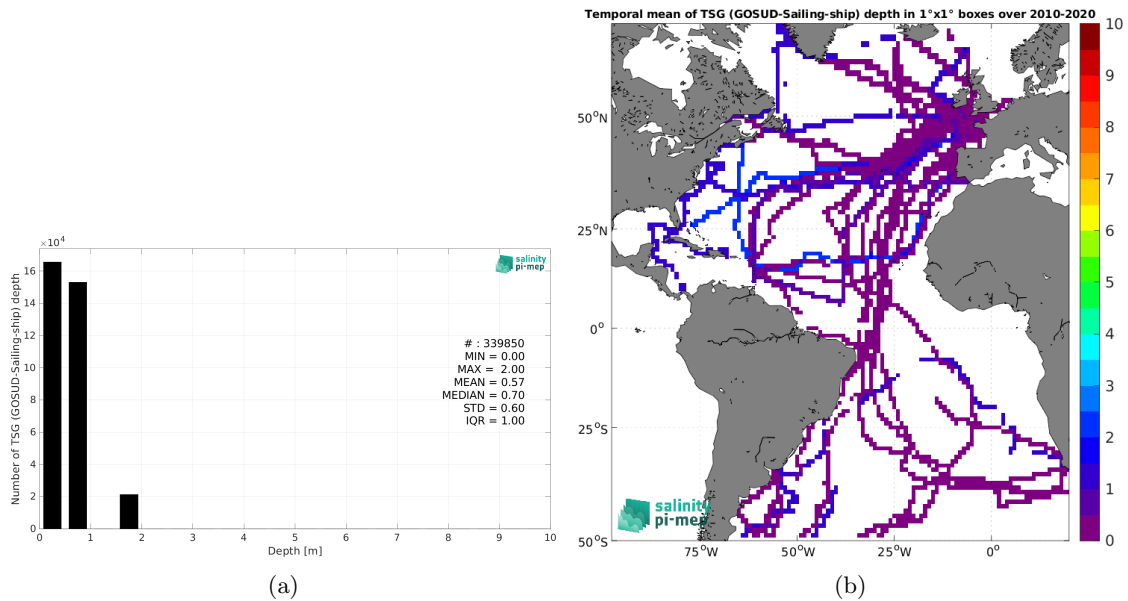 ×10⁴
16
14
12
10
8
6
4
2
0
Number of TSG (GOSUD-Sailing-ship) depth
salinity
pi-mep
# : 339850
MIN = 0.00
MAX = 2.00
MEAN = 0.57
MEDIAN = 0.70
STD = 0.60
IQR = 1.00
0 1 2 3 4 5 6 7 8 9 10
Depth [m]
(a)
Temporal mean of TSG (GOSUD-Sailing-ship) depth in 1°x1° boxes over 2010-2020
50°N
25°N
0°
25°S
50°S
75°W 50°W 25°W 0°
salinity
pi-mep
10
9
8
7
6
5
4
3
2
1
0
(b)